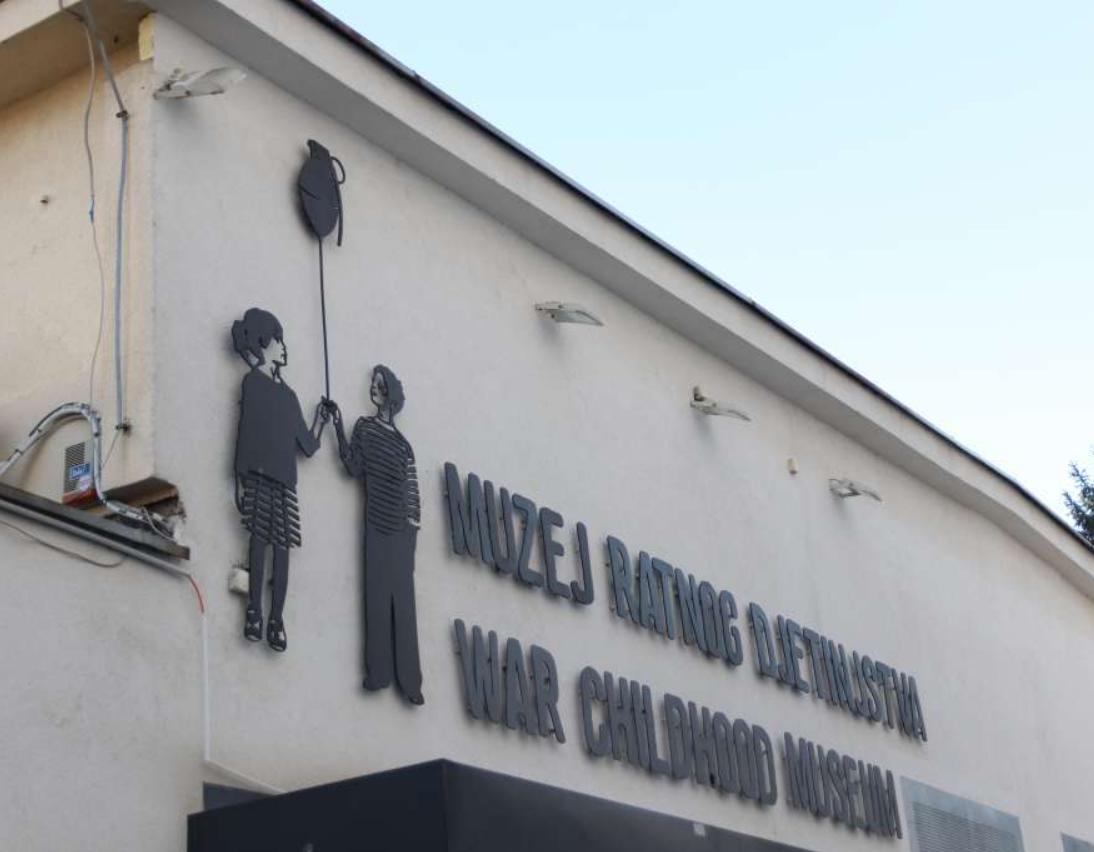 MUZEJ RATNOG DJETINJSTVA
WAR CHILDHOOD MUSEUM